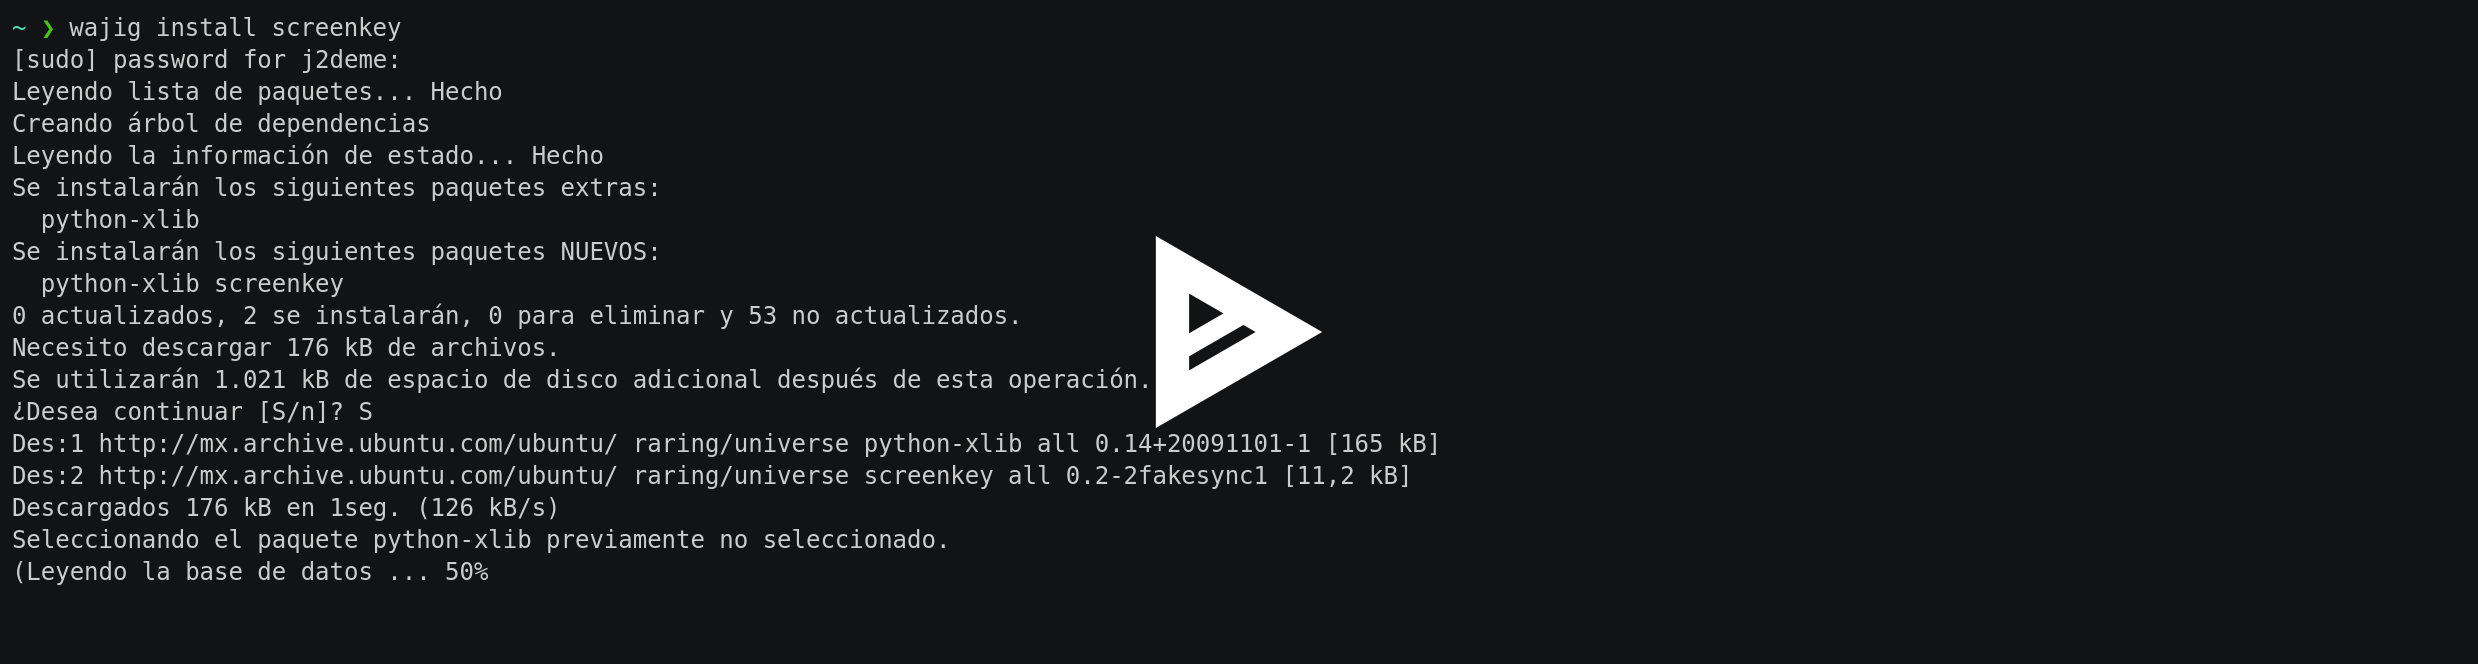 ~ ❯ wajig install screenkey
[sudo] password for j2deme:
Leyendo lista de paquetes... Hecho
Creando árbol de dependencias
Leyendo la información de estado... Hecho
Se instalarán los siguientes paquetes extras:
  python-xlib
Se instalarán los siguientes paquetes NUEVOS:
  python-xlib screenkey
0 actualizados, 2 se instalarán, 0 para eliminar y 53 no actualizados.
Necesito descargar 176 kB de archivos.
Se utilizarán 1.021 kB de espacio de disco adicional después de esta operación.
¿Desea continuar [S/n]? S
Des:1 http://mx.archive.ubuntu.com/ubuntu/ raring/universe python-xlib all 0.14+20091101-1 [165 kB]
Des:2 http://mx.archive.ubuntu.com/ubuntu/ raring/universe screenkey all 0.2-2fakesync1 [11,2 kB]
Descargados 176 kB en 1seg. (126 kB/s)
Seleccionando el paquete python-xlib previamente no seleccionado.
(Leyendo la base de datos ... 50%